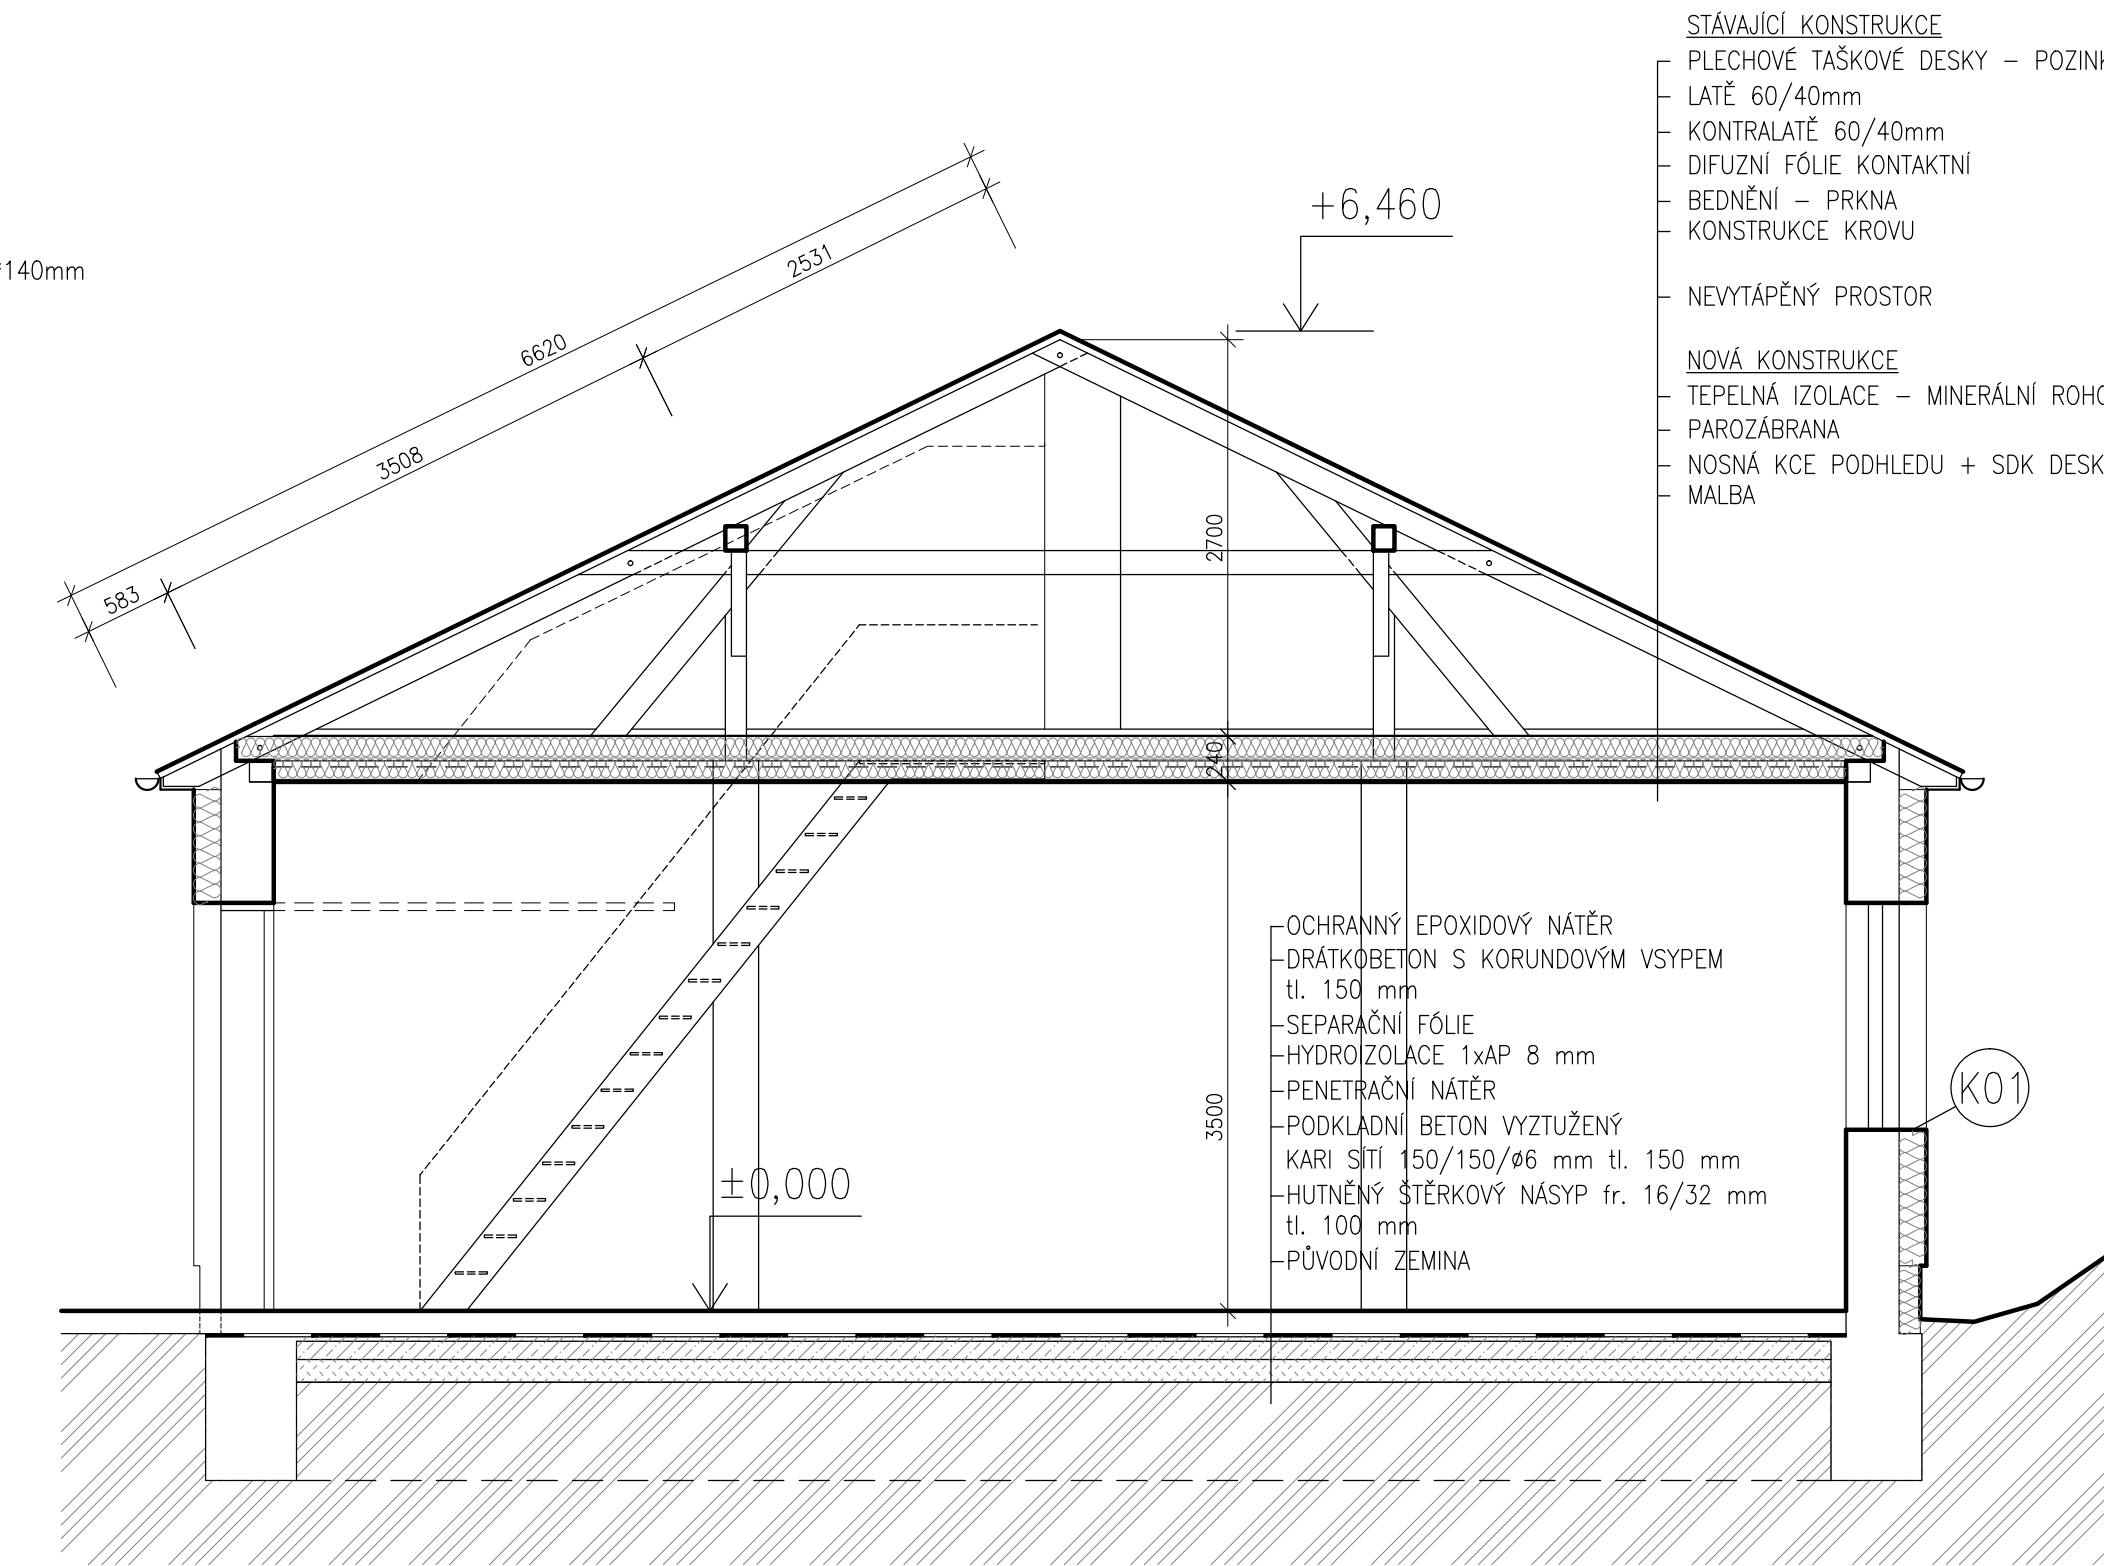 STÁVAJÍCÍ KONSTRUKCE
PLECHOVÉ TAŠKOVÉ DESKY – POZINK
LATĚ 60/40mm
KONTRALATĚ 60/40mm
DIFUZNÍ FÓLIE KONTAKTNÍ
BEDNĚNÍ – PRKNA
KONSTRUKCE KROVU
NEVYTÁPĚNÝ PROSTOR
NOVÁ KONSTRUKCE
TEPELNÁ IZOLACE – MINERÁLNÍ ROHO
PAROZÁBRANA
NOSNÁ KCE PODHLEDU + SDK DESK
MALBA
140mm
+6,460
6620
2531
3508
583
2700
240
3500
±0,000
OCHRANNÝ EPOXIDOVÝ NÁTĚR
DRÁTKOBETON S KORUNDOVÝM VSYPEM
tl. 150 mm
SEPARAČNÍ FÓLIE
HYDROIZOLACE 1xAP 8 mm
PENETRAČNÍ NÁTĚR
PODKLADNÍ BETON VYZTUŽENÝ
KARI SÍTÍ 150/150/ø6 mm tl. 150 mm
HUTNĚNÝ ŠTĚRKOVÝ NÁSYP fr. 16/32 mm
tl. 100 mm
PŮVODNÍ ZEMINA
K01